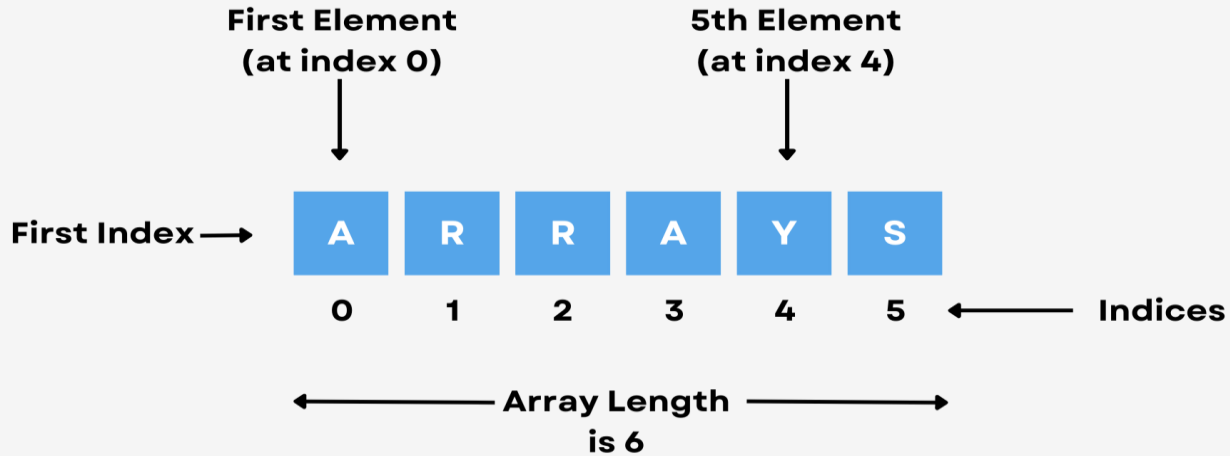 First Element
(at index 0)
5th Element
(at index 4)
First Index
A R R A Y S
0 1 2 3 4 5
Indices
Array Length
is 6